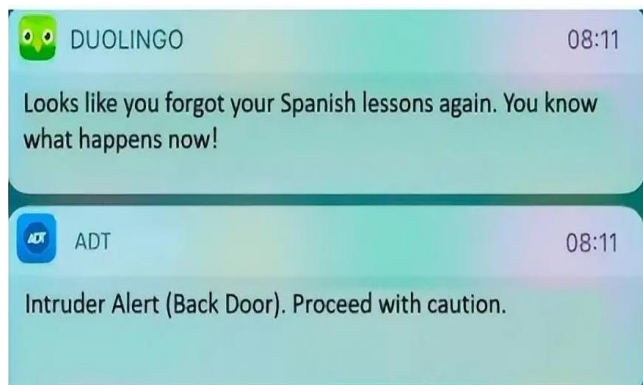 DUOLINGO 08:11
Looks like you forgot your Spanish lessons again. You know
what happens now!
ADT
ADT 08:11
Intruder Alert (Back Door). Proceed with caution.